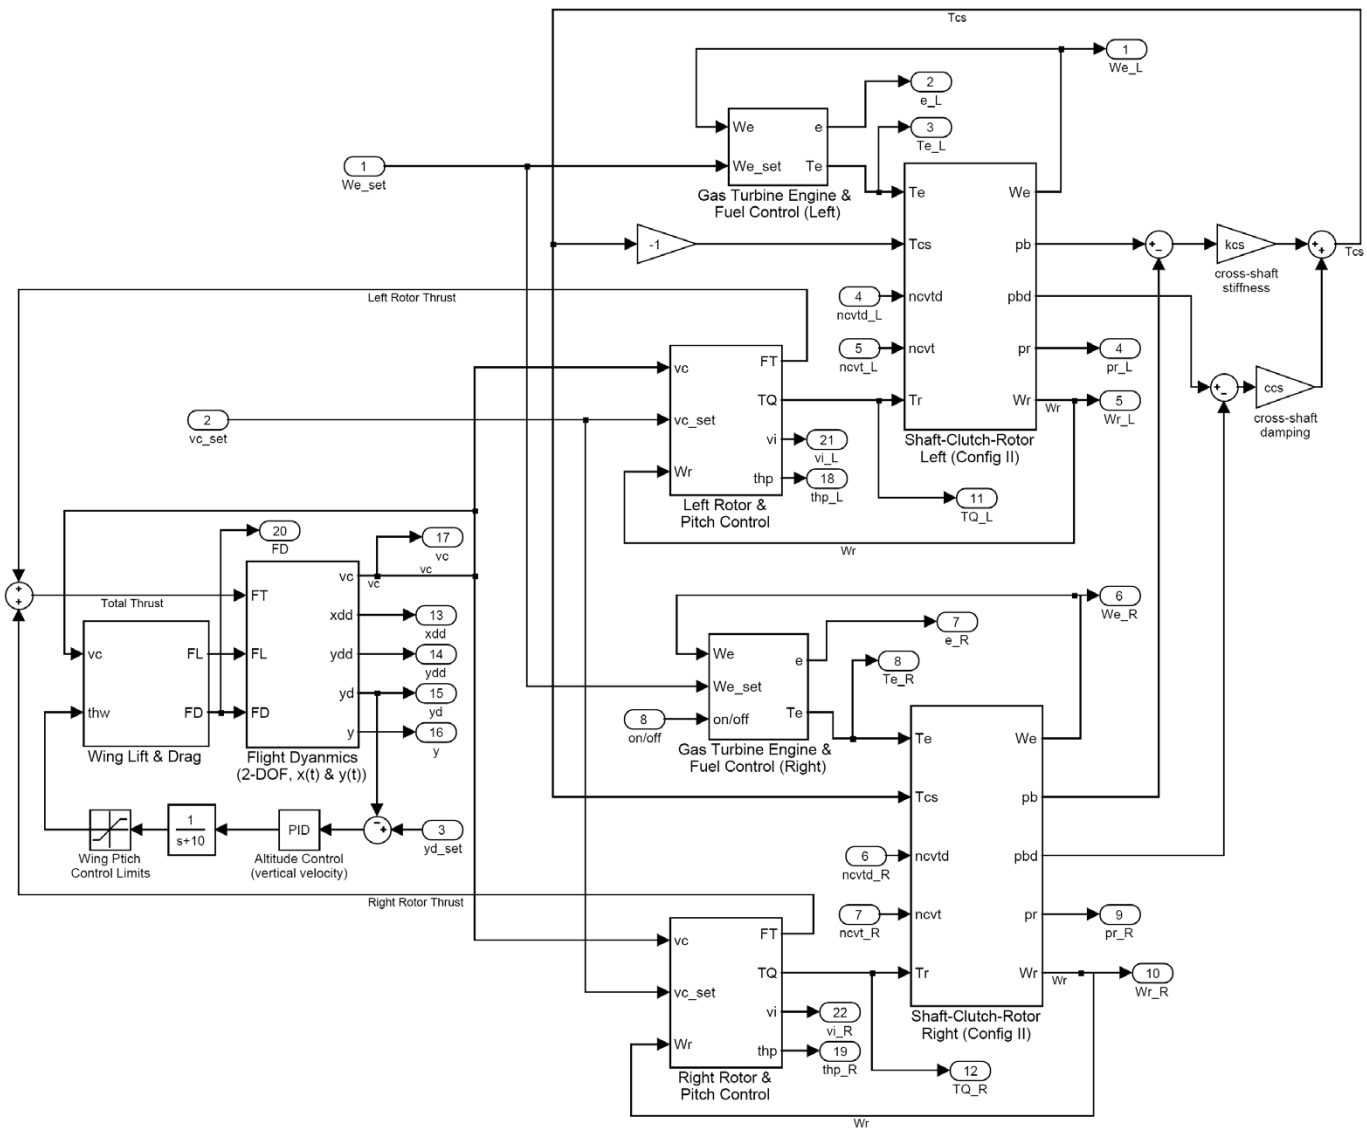 Tcs
1
We_L
2
e_L
We
e
3
Te_L
We_set
Te
1
We_set
Gas Turbine Engine &
Fuel Control (Left)
Te
We
-1
Tcs
pb
+
-
kcs
+
+
Tcs
cross-shaft
stiffness
Left Rotor Thrust
4
ncvtd_L
ncvtd
pbd
5
ncvt_L
ncvt
pr
4
pr_L
vc
FT
+
-
ccs
cross-shaft
damping
TQ
Tr
Wr
Wr
5
Wr_L
2
vc_set
vc_set
vi
21
vi_L
Shaft-Clutch-Rotor
Left (Config II)
Wr
thp
18
thp_L
Left Rotor &
Pitch Control
11
TQ_L
20
FD
17
vc
Wr
vc
vc
vc
+
+
Total Thrust
FT
xdd
13
xdd
6
We_R
7
e_R
vc
FL
FL
ydd
14
ydd
We
e
8
Te_R
We_set
thw
FD
FD
yd
15
yd
8
on/off
on/off
Te
y
16
y
Wing Lift & Drag
Flight Dyanmics
(2-DOF, x(t) & y(t))
Gas Turbine Engine &
Fuel Control (Right)
Te
We
Tcs
pb
Wing Ptich
Control Limits
1
s+10
PID
Altitude Control
(vertical velocity)
-
+
3
yd_set
6
ncvtd_R
ncvtd
pbd
Right Rotor Thrust
7
ncvt_R
ncvt
pr
9
pr_R
vc
FT
TQ
Tr
Wr
Wr
10
Wr_R
vc_set
vi
22
vi_R
Shaft-Clutch-Rotor
Right (Config II)
Wr
thp
19
thp_R
Right Rotor &
Pitch Control
12
TQ_R
Wr